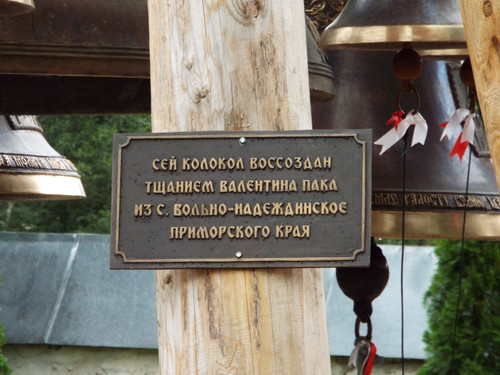 СЕЙ КОЛОКОЛ ВОССОЗДАН
ТЩАНИЕМ ВАЛЕНТИНА ПАКА
ИЗ С. ВОЛЬНО-НАДЕЖДИНСКОЕ
ПРИМОРСКОГО КРАЯ